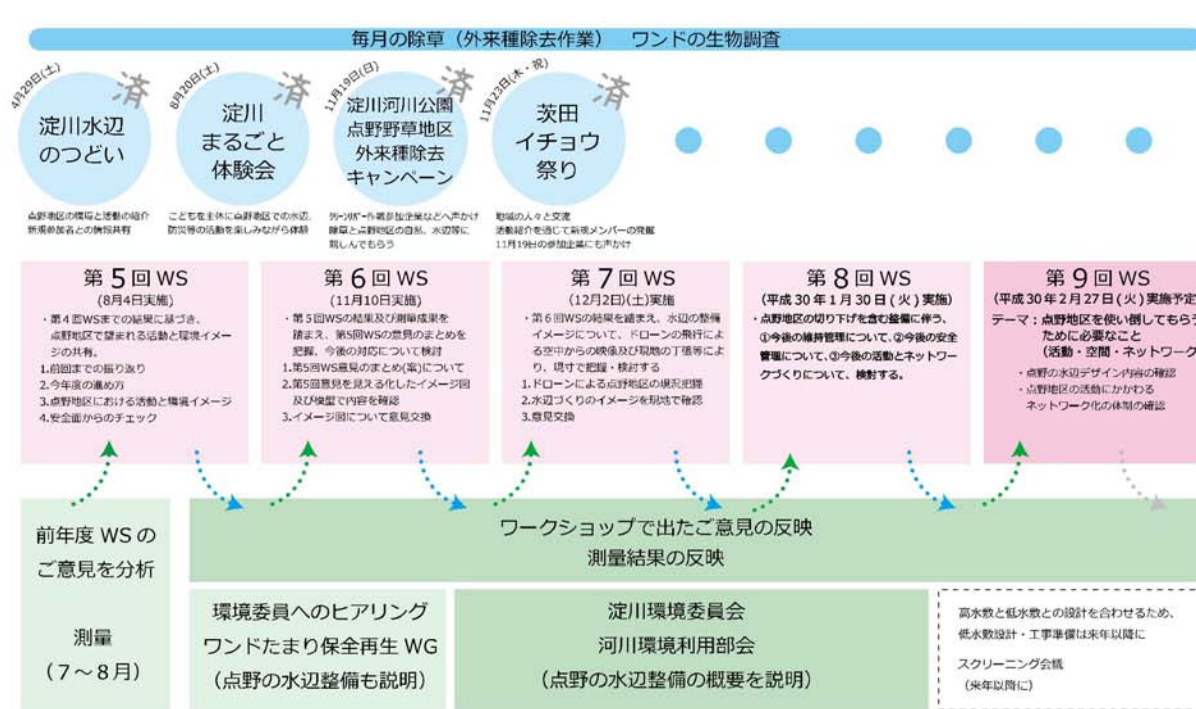 毎月の除草（外来種除去作業）　ワンドの生物調査
4月29日(土)
済
淀川水辺
のつどい
点野地区の環境と活動の紹介
新規参加者との情報共有
8月20日(土)
済
淀川
まるごと
体験会
こどもを主体に点野地区での水辺、
防災等の活動を楽しみながら体験
11月19日(日)
済
淀川河川公園
点野野草地区
外来種除去
キャンペーン
クリーンリバー作戦参加企業などへ声かけ
除草と点野地区の自然、水辺等に
親しんでもらう
11月23日(木・祝)
済
茨田
イチョウ
祭り
地域の人々と交流
活動紹介を通じて新規メンバーの発掘
11月19日の参加企業にも声かけ
第5回WS
(8月4日実施)
・第4回WSまでの結果に基づき、
点野地区で望まれる活動と環境イメー
ジの共有。
1.前回までの振り返り
2.今年度の進め方
3.点野地区における活動と環境イメージ
4.安全面からのチェック
第6回WS
(11月10日実施)
・第5回WSの結果及び測量成果を
踏まえ、第5回WSの意見のまとめを
把握、今後の対応について検討
1.第5回WS意見のまとめ(案)について
2.第5回意見を見える化したイメージ図
及び模型で内容を確認
3.イメージ図について意見交換
第7回WS
(12月2日)(土)実施
・第6回WSの結果を踏まえ、水辺の整備
イメージについて、ドローンの飛行によ
る空中からの映像及び現地の丁張等によ
り、現寸で把握・検討する
1.ドローンによる点野地区の現況把握
2.水辺づくりのイメージを現地で確認
3.意見交換
第8回WS
(平成30年1月30日(火)実施)
・点野地区の切り下げを含む整備に伴う、
①今後の維持管理について、②今後の安全
管理について、③今後の活動とネットワー
クづくりについて、検討する。
第9回WS
(平成30年2月27日(火)実施予定
テーマ：点野地区を使い倒してもらう
ために必要なこと
(活動・空間・ネットワーク
・点野の水辺デザイン内容の確認
・点野地区の活動にかかわる
ネットワーク化の体制の確認
前年度WSの
ご意見を分析
測量
(7～8月)
ワークショップで出たご意見の反映
測量結果の反映
環境委員へのヒアリング
ワンドたまり保全再生WG
(点野の水辺整備も説明)
淀川環境委員会
河川環境利用部会
(点野の水辺整備の概要を説明)
高水敷と低水敷との設計を合わせるため、
低水敷設計・工事準備は来年以降に
スクリーニング会議
(来年以降に)